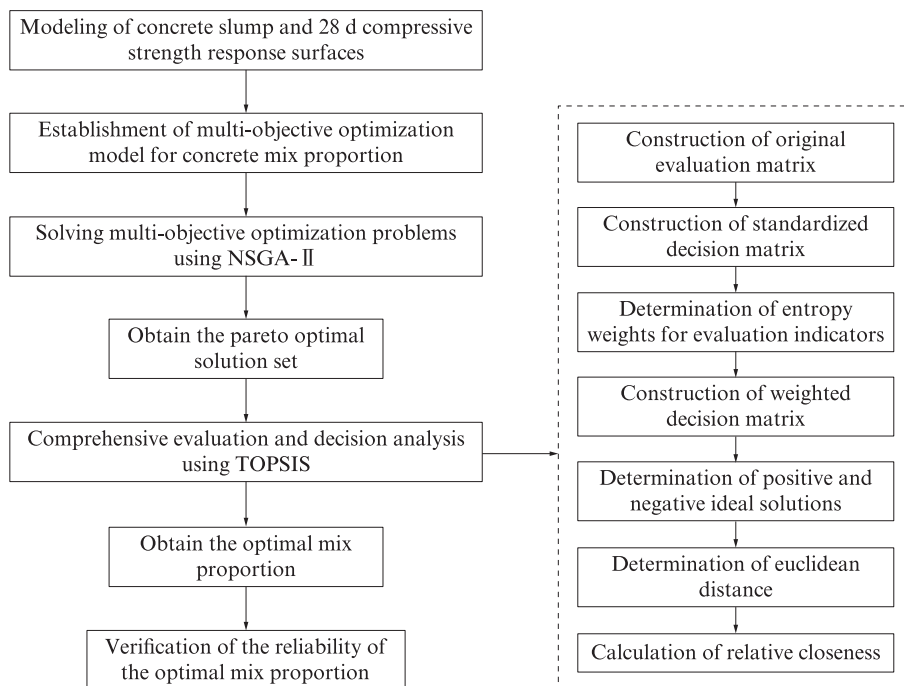 Modeling of concrete slump and 28 d compressive
strength response surfaces
Establishment of multi-objective optimization
model for concrete mix proportion
Solving multi-objective optimization problems
using NSGA-Ⅱ
Obtain the pareto optimal
solution set
Comprehensive evaluation and decision analysis
using TOPSIS
Obtain the optimal mix
proportion
Verification of the reliability of
the optimal mix proportion
Construction of original
evaluation matrix
Construction of standardized
decision matrix
Determination of entropy
weights for evaluation indicators
Construction of weighted
decision matrix
Determination of positive and
negative ideal solutions
Determination of euclidean
distance
Calculation of relative closeness